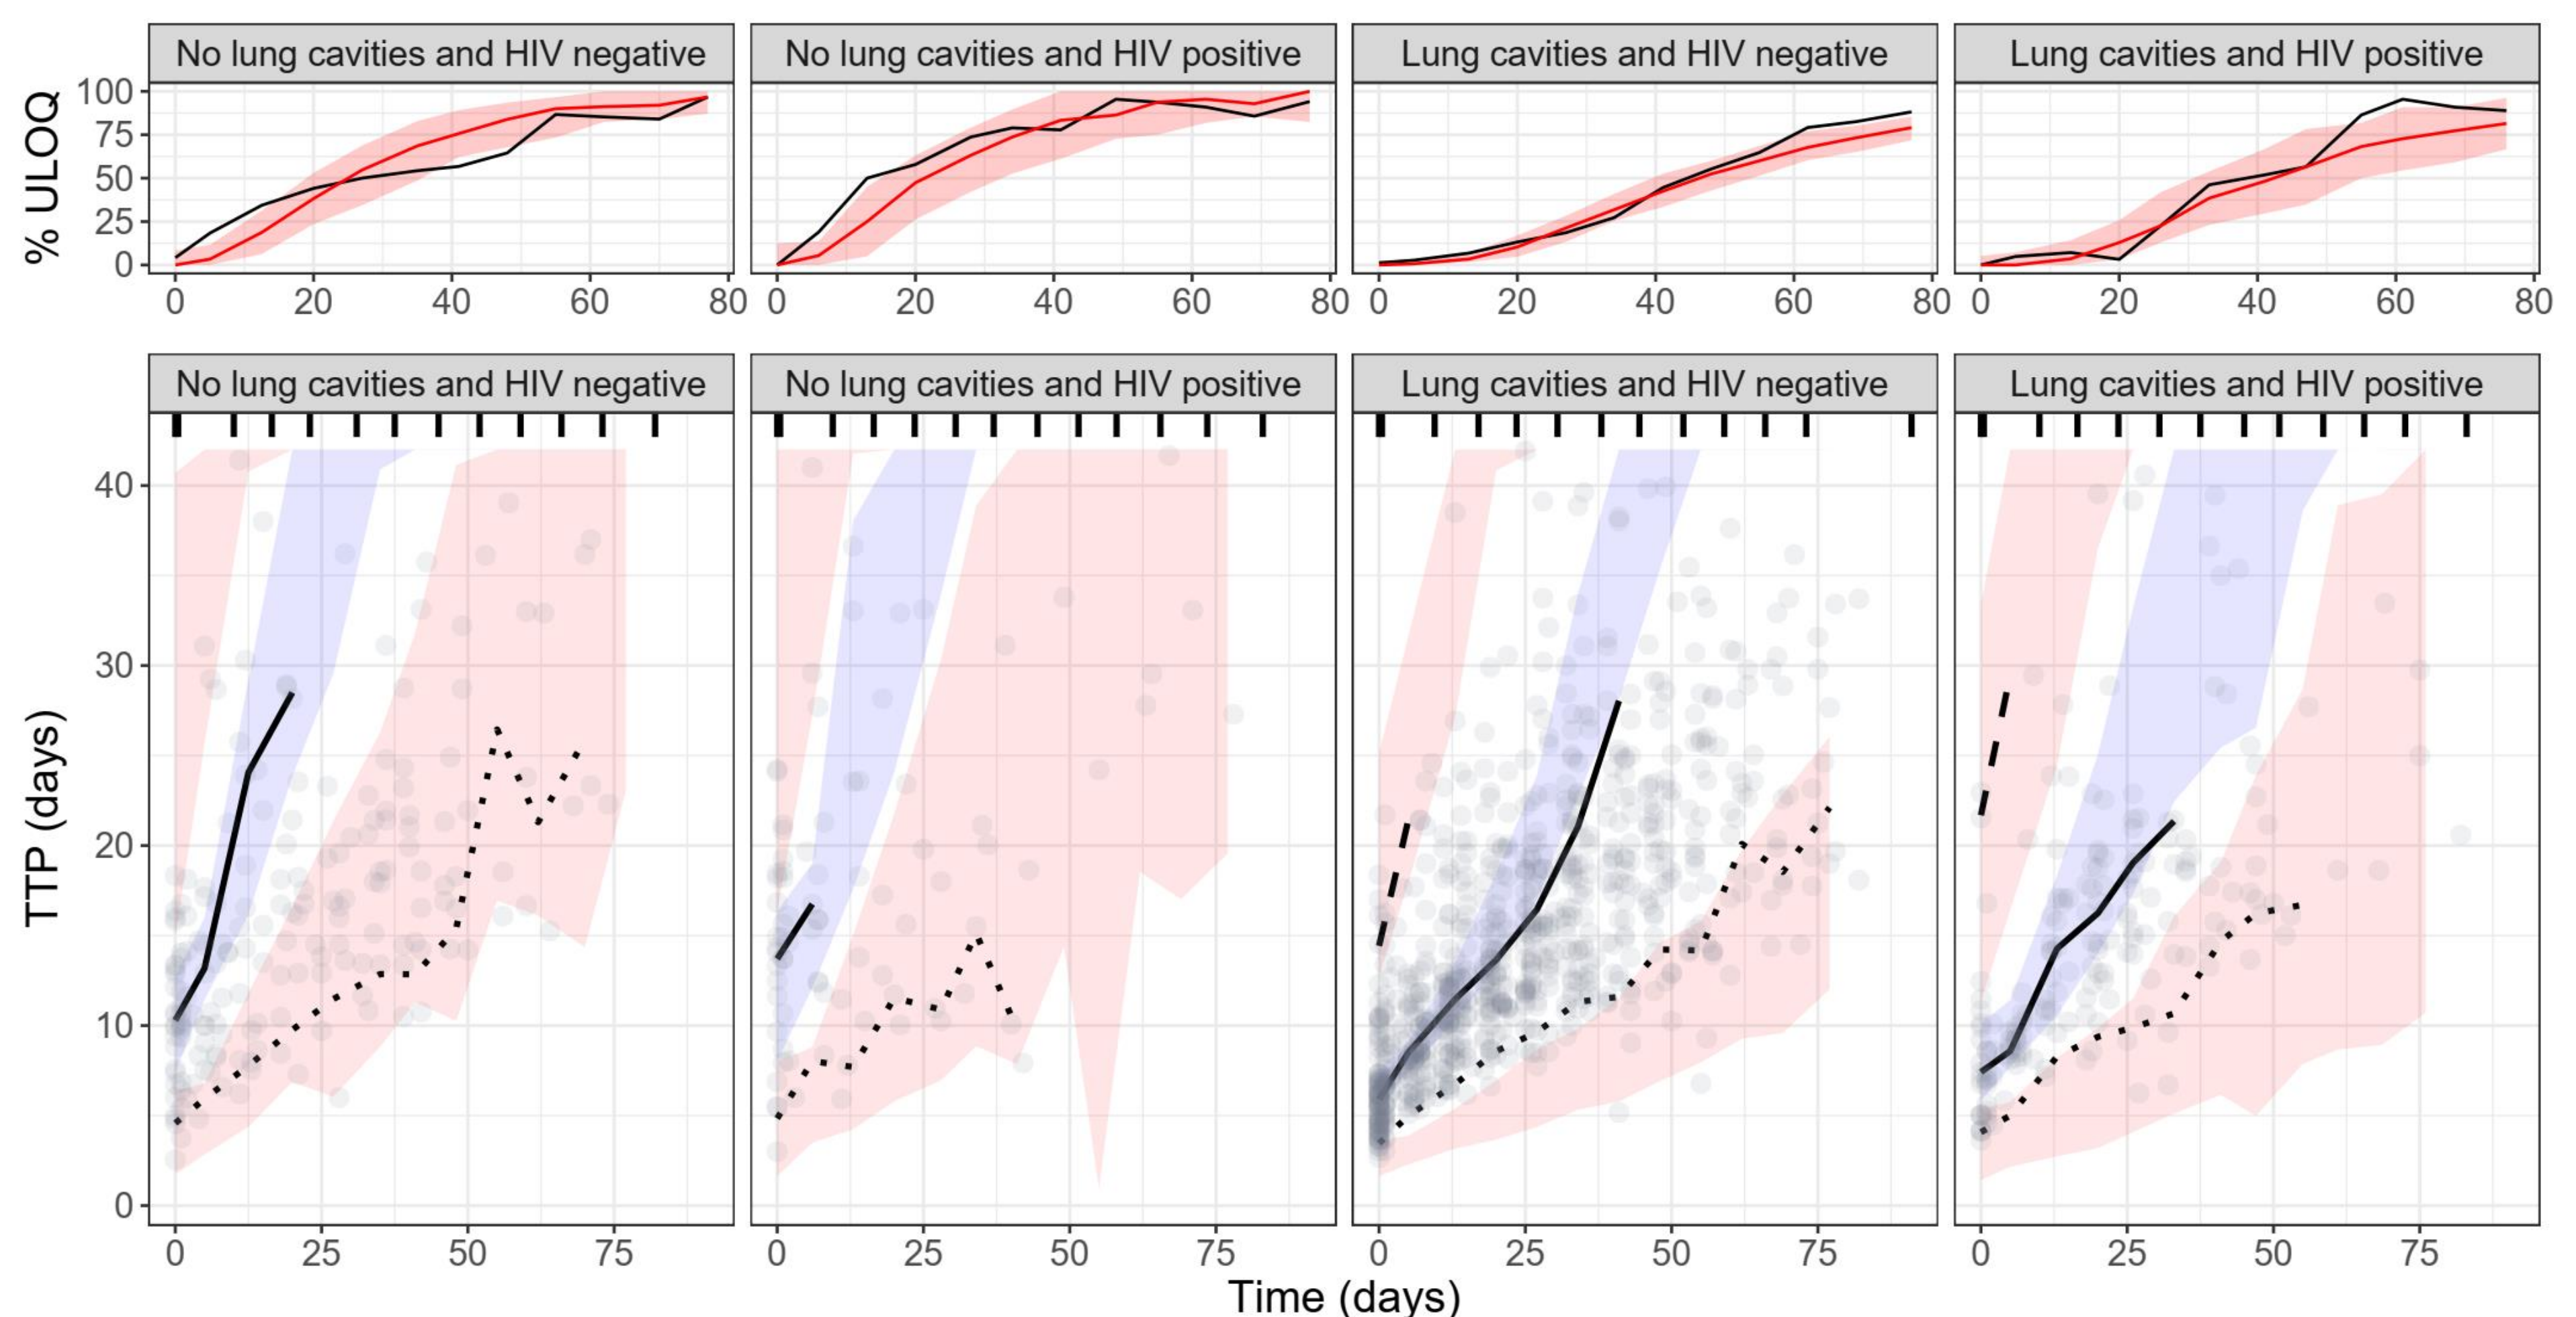 No lung cavities and HIV negative
No lung cavities and HIV positive
Lung cavities and HIV negative
Lung cavities and HIV positive
% ULOQ
100
75
50
25
0
0 20 40 60 80
0 20 40 60 80
0 20 40 60 80
0 20 40 60 80
No lung cavities and HIV negative
No lung cavities and HIV positive
Lung cavities and HIV negative
Lung cavities and HIV positive
TTP (days)
40
30
20
10
0
0 25 50 75
0 25 50 75
0 25 50 75
0 25 50 75
Time (days)